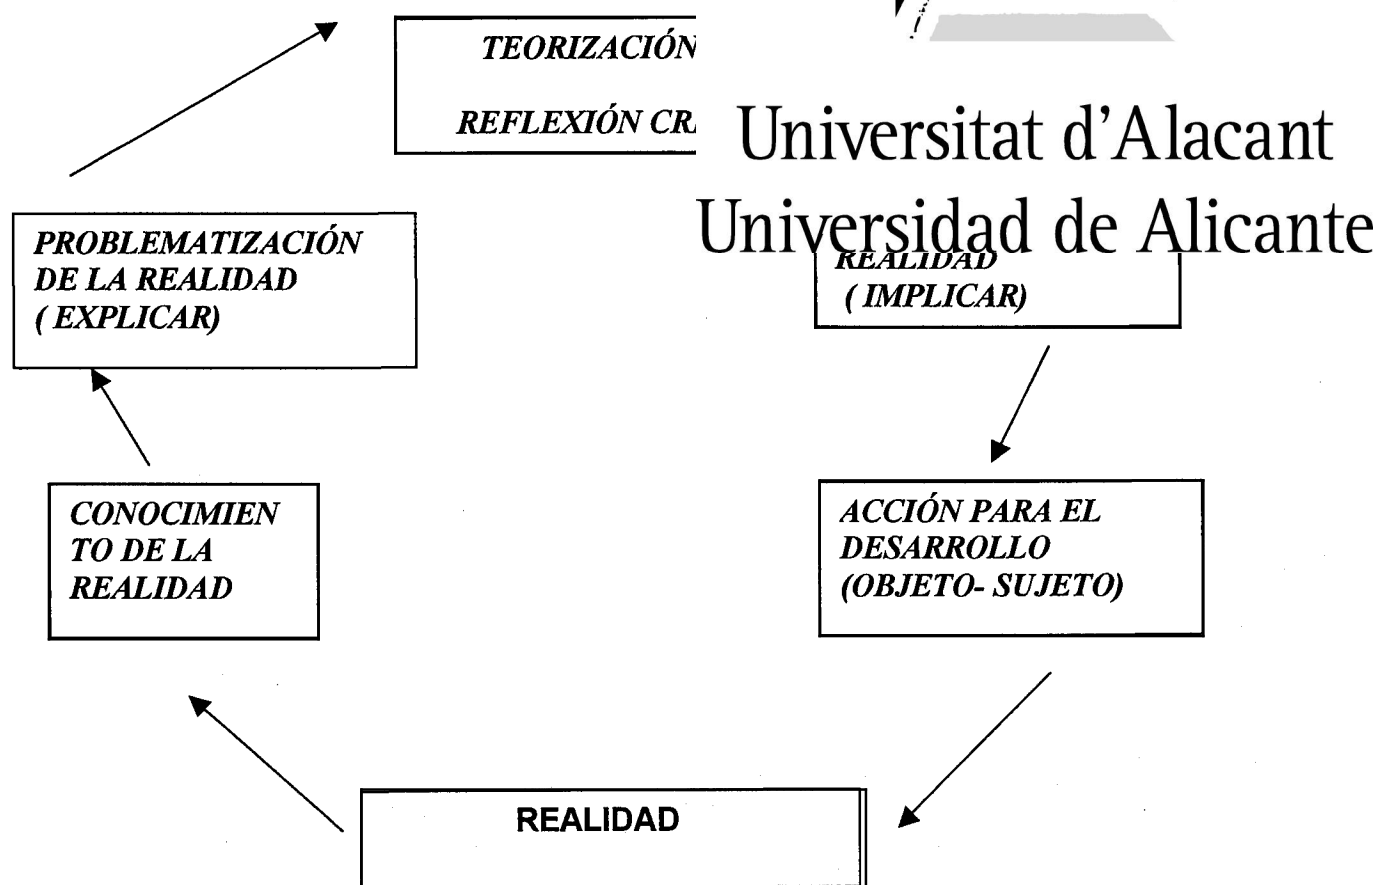 TEORIZACIÓN
REFLEXIÓN
Universitat d'Alacant
Universidad de Alicante
PROBLEMATIZACIÓN
DE LA REALIDAD
( EXPLICAR)
REALIDAD
( IMPLICAR)
CONOCIMIEN
TO DE LA
REALIDAD
ACCIÓN PARA EL
DESARROLLO
(OBJETO- SUJETO)
REALIDAD